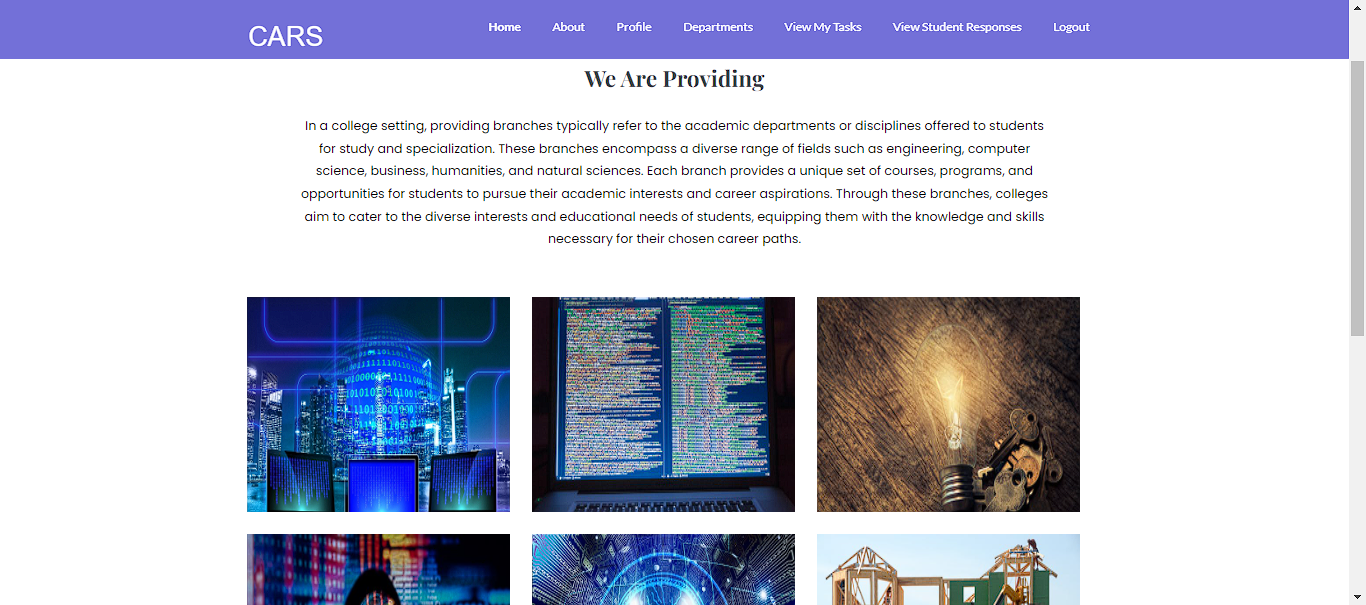 CARS
Home About Profile Departments View My Tasks View Student Responses Logout
We Are Providing
In a college setting, providing branches typically refer to the academic departments or disciplines offered to students
for study and specialization. These branches encompass a diverse range of fields such as engineering, computer
science, business, humanities, and natural sciences. Each branch provides a unique set of courses, programs, and
opportunities for students to pursue their academic interests and career aspirations. Through these branches, colleges
aim to cater to the diverse interests and educational needs of students, equipping them with the knowledge and skills
necessary for their chosen career paths.